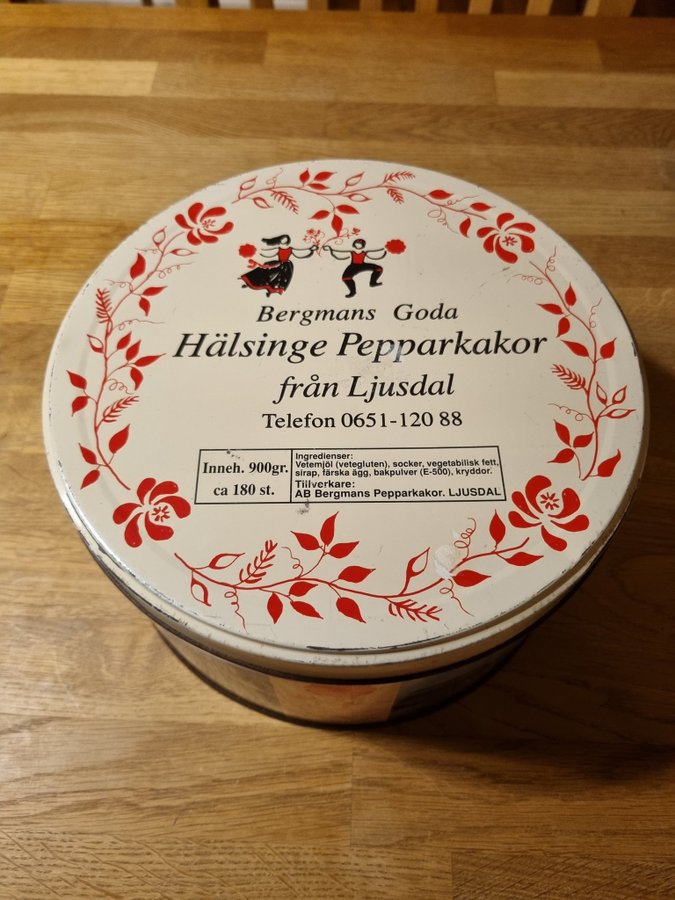 Bergmans Goda
Hälsinge Pepparkakor
från Ljusdal
Telefon 0651-120 88
Inneh. 900gr.
ca 180 st.
Ingredienser:
Vetemjöl (vetegluten), socker, vegetabilisk fett,
sirap, färska ägg, bakpulver (E-500), kryddor.
Tillverkare:
AB Bergmans Pepparkakor. LJUSDAL